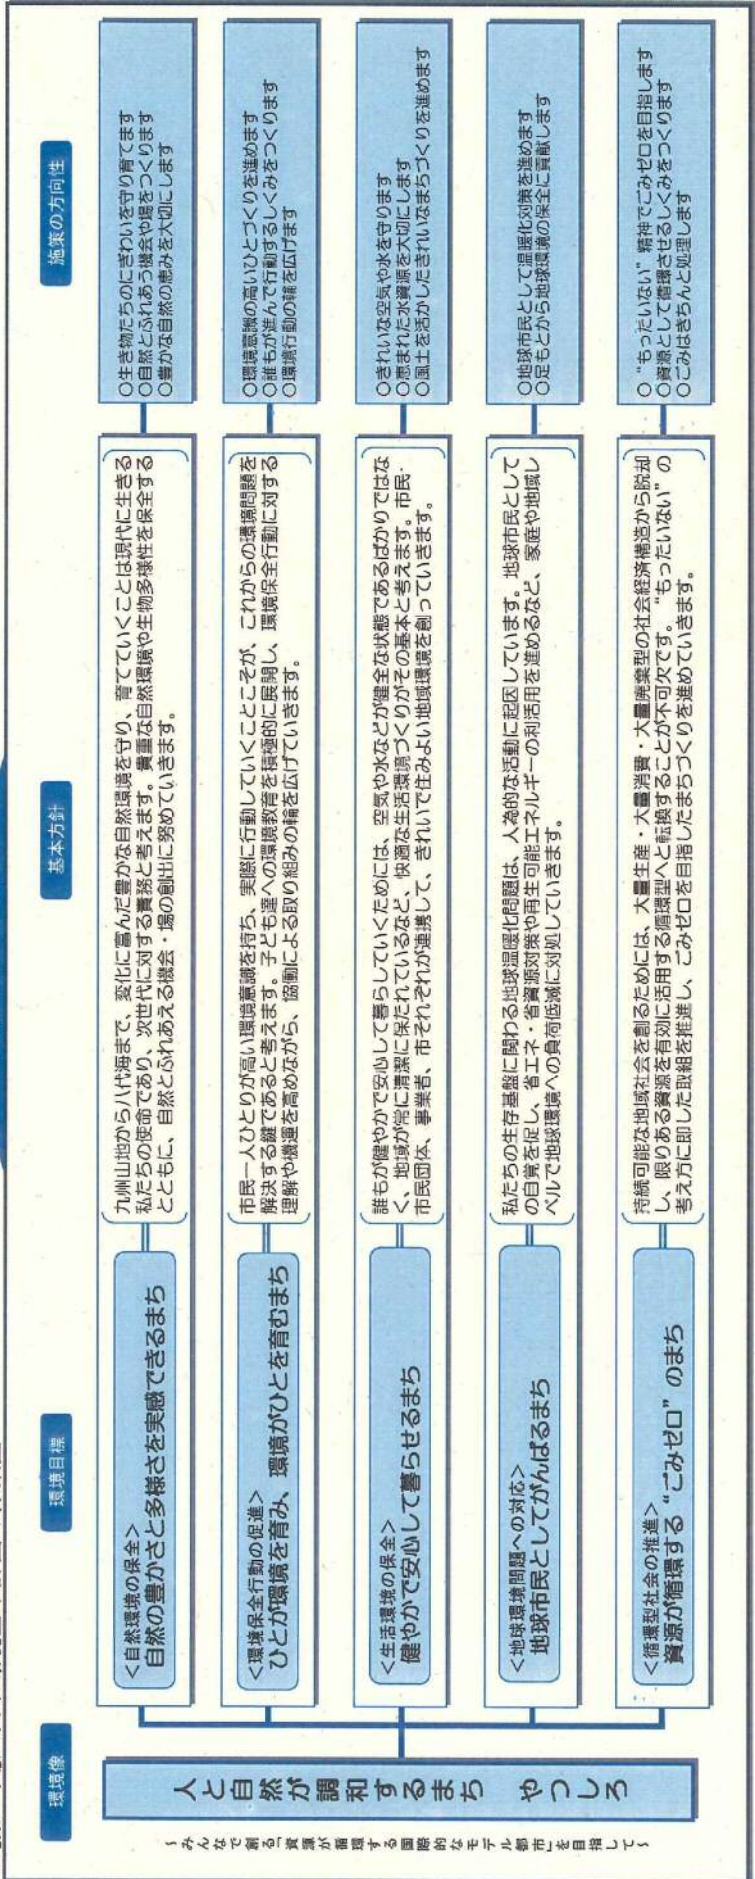 環境像
環境目標
基本方針
施策の方向性
～みんなで創る「資源が循環する国際的なモデル都市」を目指して～
人と自然が調和するまち　やつしろ
＜自然環境の保全＞
自然の豊かさと多様さを実感できるまち
九州山地から八代海まで、変化に富んだ豊かな自然環境を守り、育てていくことは現代に生きる
私たちの使命であり、次世代に対する責務と考えます。貴重な自然環境や生物多様性を保全する
とともに、自然とふれあえる機会・場の創出に努めていきます。
○生き物たちのにぎわいを守り育てます
○自然とふれあう機会や場をつくります
○豊かな自然の恵みを大切にします
＜環境保全行動の促進＞
ひとが環境を育み、環境がひとを育むまち
市民一人ひとりが高い環境意識を持ち、実際に行動していくことこそが、これからの環境問題を
解決する鍵であると考えます。子ども達への環境教育を積極的に展開し、環境保全行動に対する
理解や機運を高めながら、協働による取り組みの輪を広げていきます。
○環境意識の高いひとづくりを進めます
○誰もが進んで行動するしくみをつくります
○環境行動の輪を広げます
＜生活環境の保全＞
健やかで安心して暮らせるまち
誰もが健やかで安心して暮らしていくためには、空気や水などが健全な状態であるばかりではな
く、地域が常に清潔に保たれているなど、快適な生活環境づくりがその基本と考えます。市民・
市民団体、事業者、市それぞれが連携して、きれいで住みよい地域環境を創っていきます。
○きれいな空気や水を守ります
○恵まれた水資源を大切にします
○風土を活かしたきれいなまちづくりを進めます
＜地球環境問題への対応＞
地球市民としてがんばるまち
私たちの生存基盤に関わる地球温暖化問題は、人為的な活動に起因しています。地球市民として
の自覚を促し、省エネ・省資源対策や再生可能エネルギーの利活用を進めるなど、家庭や地域レ
ベルで地球環境への負荷低減に対処していきます。
○地球市民として温暖化対策を進めます
○足もとから地球環境の保全に貢献します
＜循環型社会の推進＞
資源が循環する“ごみゼロ”のまち
持続可能な地域社会を創るためには、大量生産・大量消費・大量廃棄型の社会経済構造から脱却
し、限りある資源を有効に活用する循環型へと転換することが不可欠です。“もったいない”の
考え方に即した取組を推進し、ごみゼロを目指したまちづくりを進めていきます。
○“もったいない”精神でごみゼロを目指します
○資源として循環させるしくみをつくります
○ごみはきちんと処理します